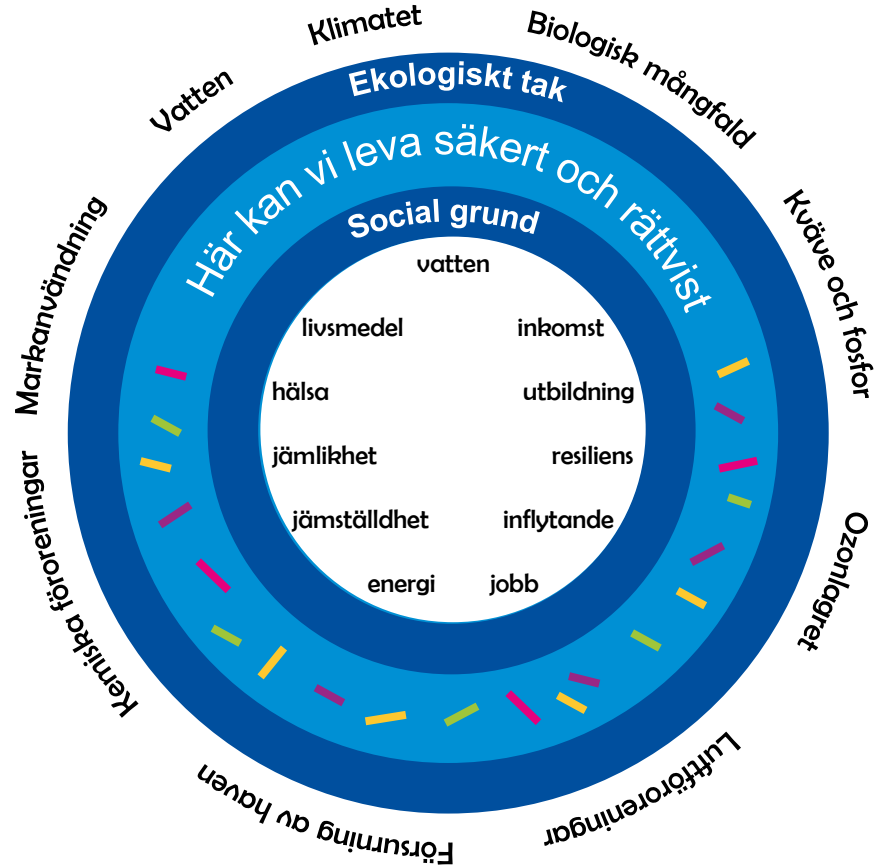 Klimatet
Biologisk mångfald
Kväve och fosfor
Ozonlagret
Luftföroreningar
Försurning av haven
Kemiska föroreningar
Markanvändning
Vatten
Ekologiskt tak
Här kan vi leva säkert och rättvist
Social grund
vatten
livsmedel
inkomst
hälsa
utbildning
jämlikhet
resiliens
jämställdhet
inflytande
energi
jobb